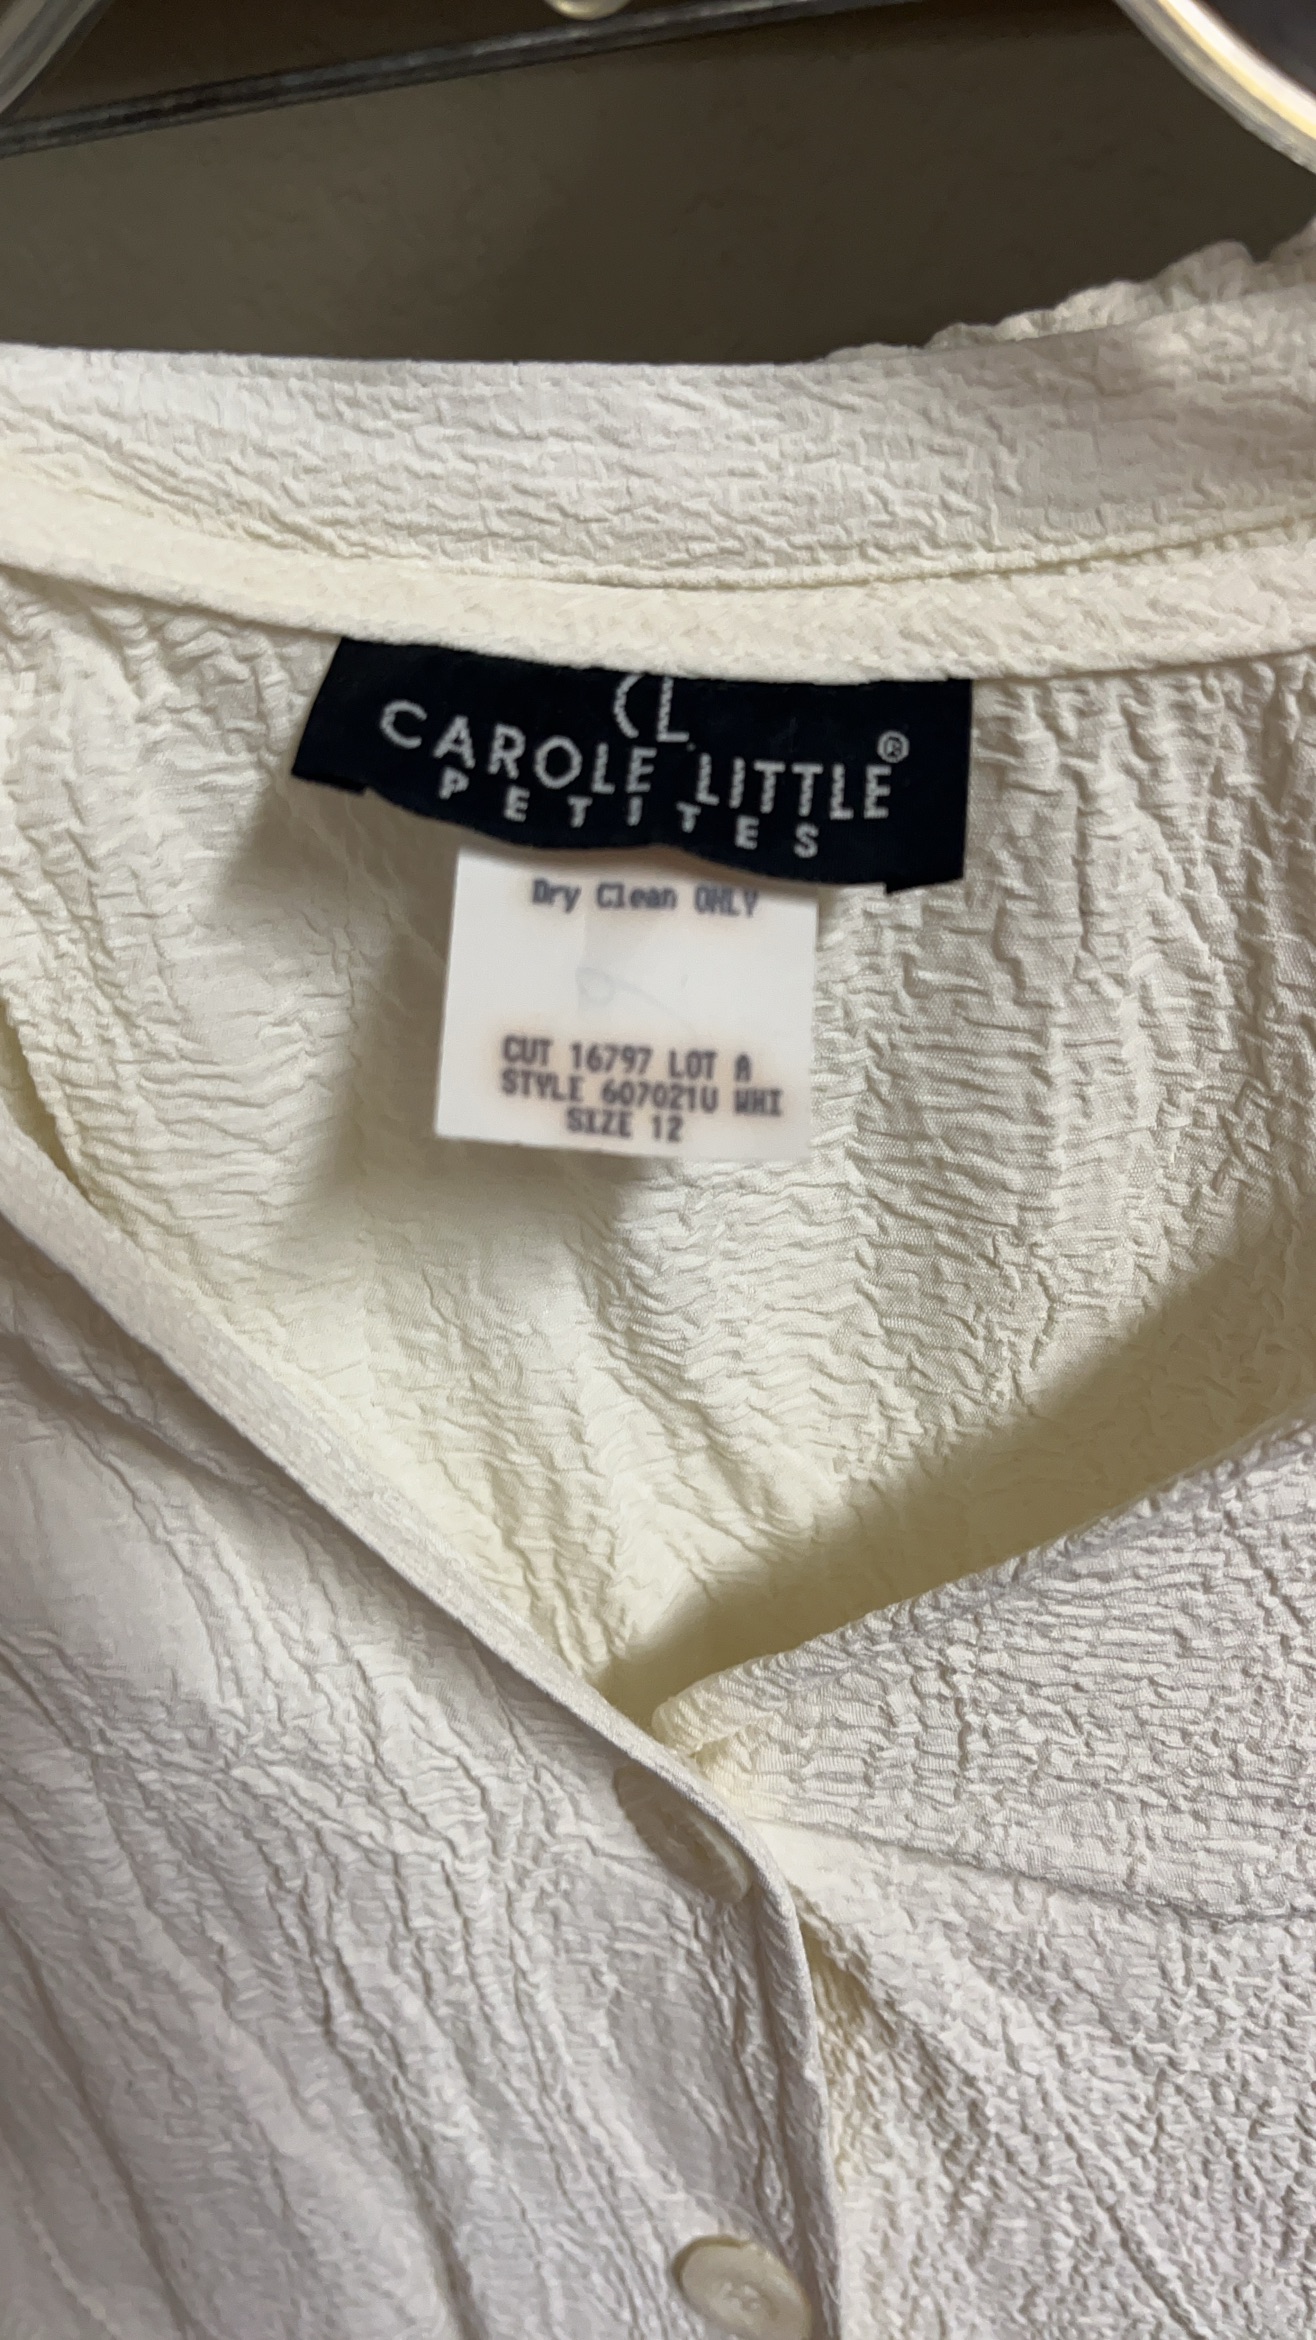 CL
CAROLE LITTLE®
PETITES
Dry Clean ONLY
CUT 16797 LOT A
STYLE 607021U WHI
SIZE 12